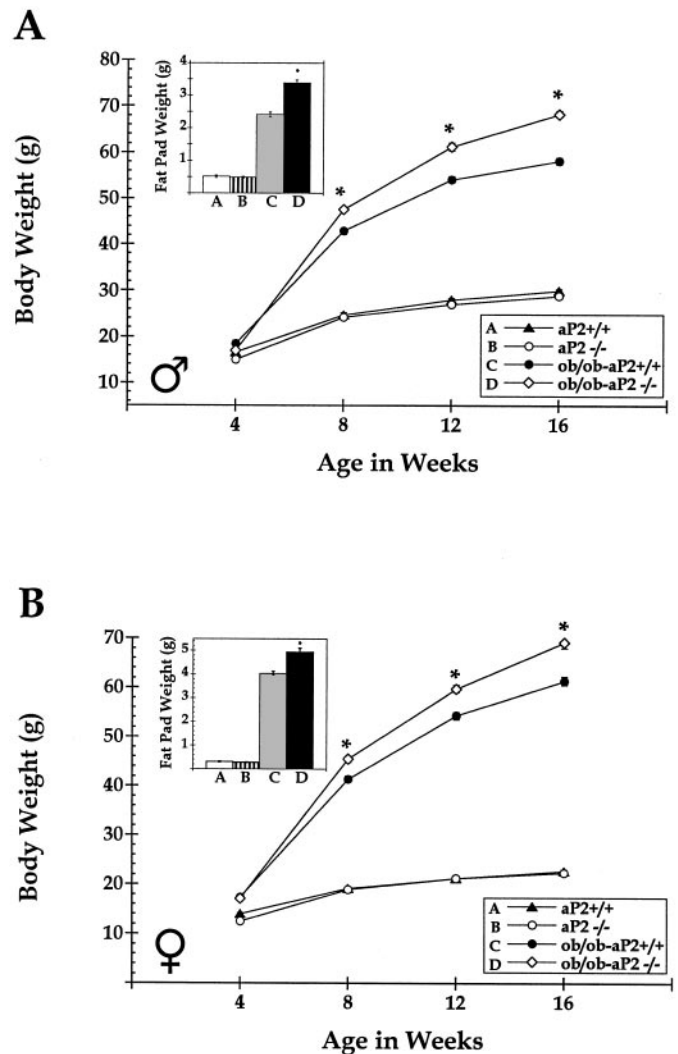 A
Body Weight (g)
80
70
60
50
40
30
20
10
Fat Pad Weight (g)
4
3
2
1
A B C D
*
* * *
A aP2+/+
B aP2 -/-
C ob/ob-aP2+/+
D ob/ob-aP2 -/-
♂
4 8 12 16
Age in Weeks
B
Body Weight (g)
70
60
50
40
30
20
10
Fat Pad Weight (g)
5
4
3
2
1
A B C D
*
* * *
A aP2+/+
B aP2 -/-
C ob/ob-aP2+/+
D ob/ob-aP2 -/-
♀
4 8 12 16
Age in Weeks